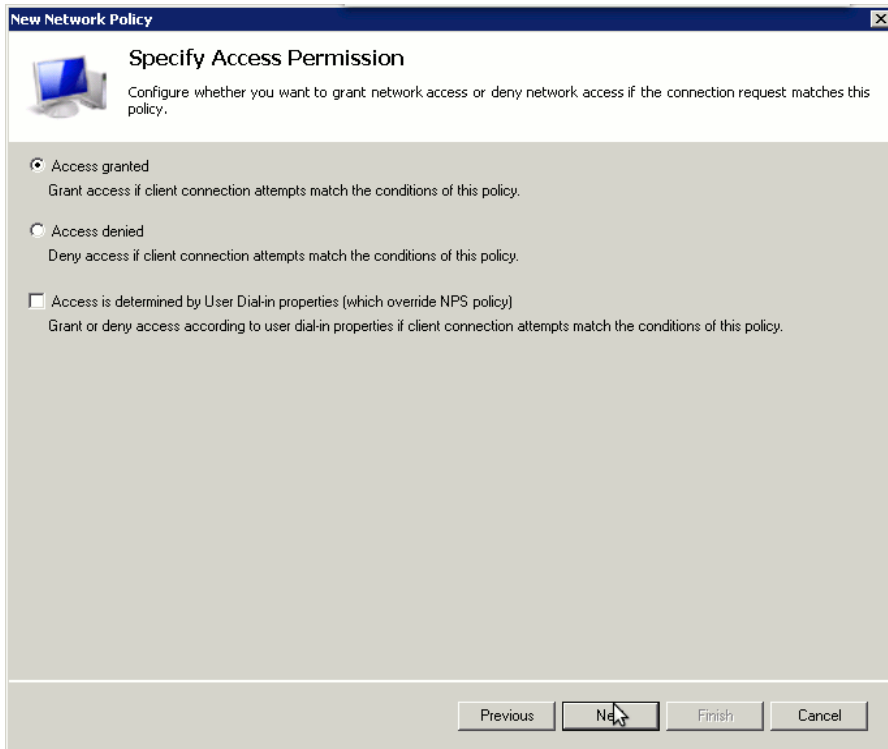 New Network Policy
Specify Access Permission
Configure whether you want to grant network access or deny network access if the connection request matches this
policy.
Access granted
Grant access if client connection attempts match the conditions of this policy.
Access denied
Deny access if client connection attempts match the conditions of this policy.
Access is determined by User Dial-in properties (which override NPS policy)
Grant or deny access according to user dial-in properties if client connection attempts match the conditions of this policy.
Previous
Finish
Cancel